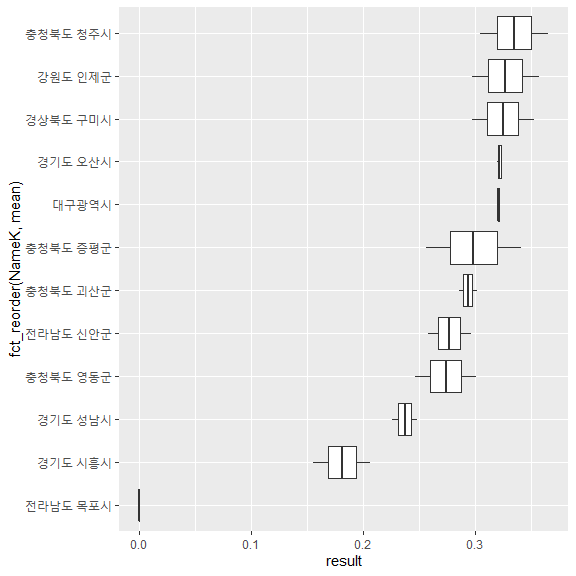 충청북도 청주시
강원도 인제군
경상북도 구미시
경기도 오산시
대구광역시
충청북도 증평군
충청북도 괴산군
전라남도 신안군
충청북도 영동군
경기도 성남시
경기도 시흥시
전라남도 목포시
fct_reorder(NameK, mean)
0.0 0.1 0.2 0.3
result